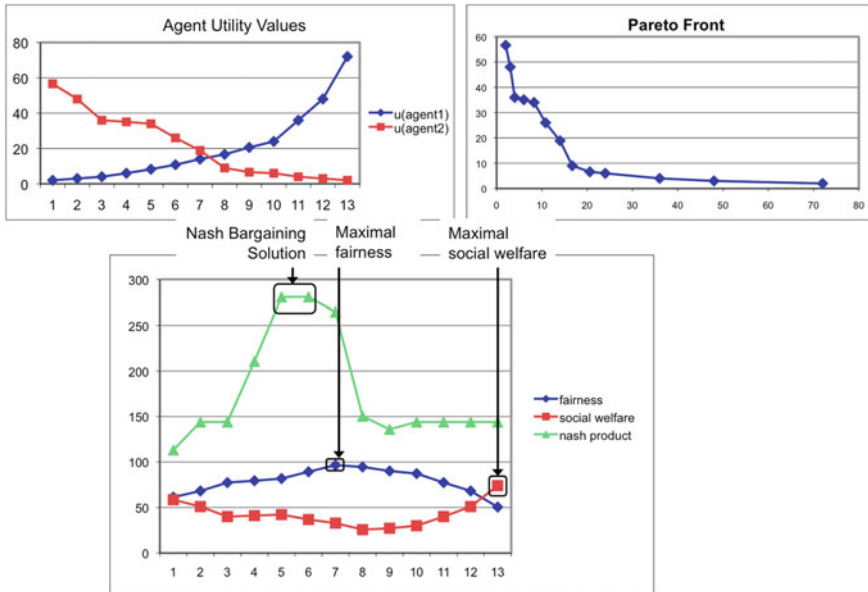 Agent Utility Values
80
60
40
20
0
1 2 3 4 5 6 7 8 9 10 11 12 13
u(agent1)
u(agent2)
Pareto Front
60
50
40
30
20
10
0
0 10 20 30 40 50 60 70 80
Nash Bargaining
Solution
Maximal
fairness
Maximal
social welfare
300
250
200
150
100
50
0
1 2 3 4 5 6 7 8 9 10 11 12 13
fairness
social welfare
nash product